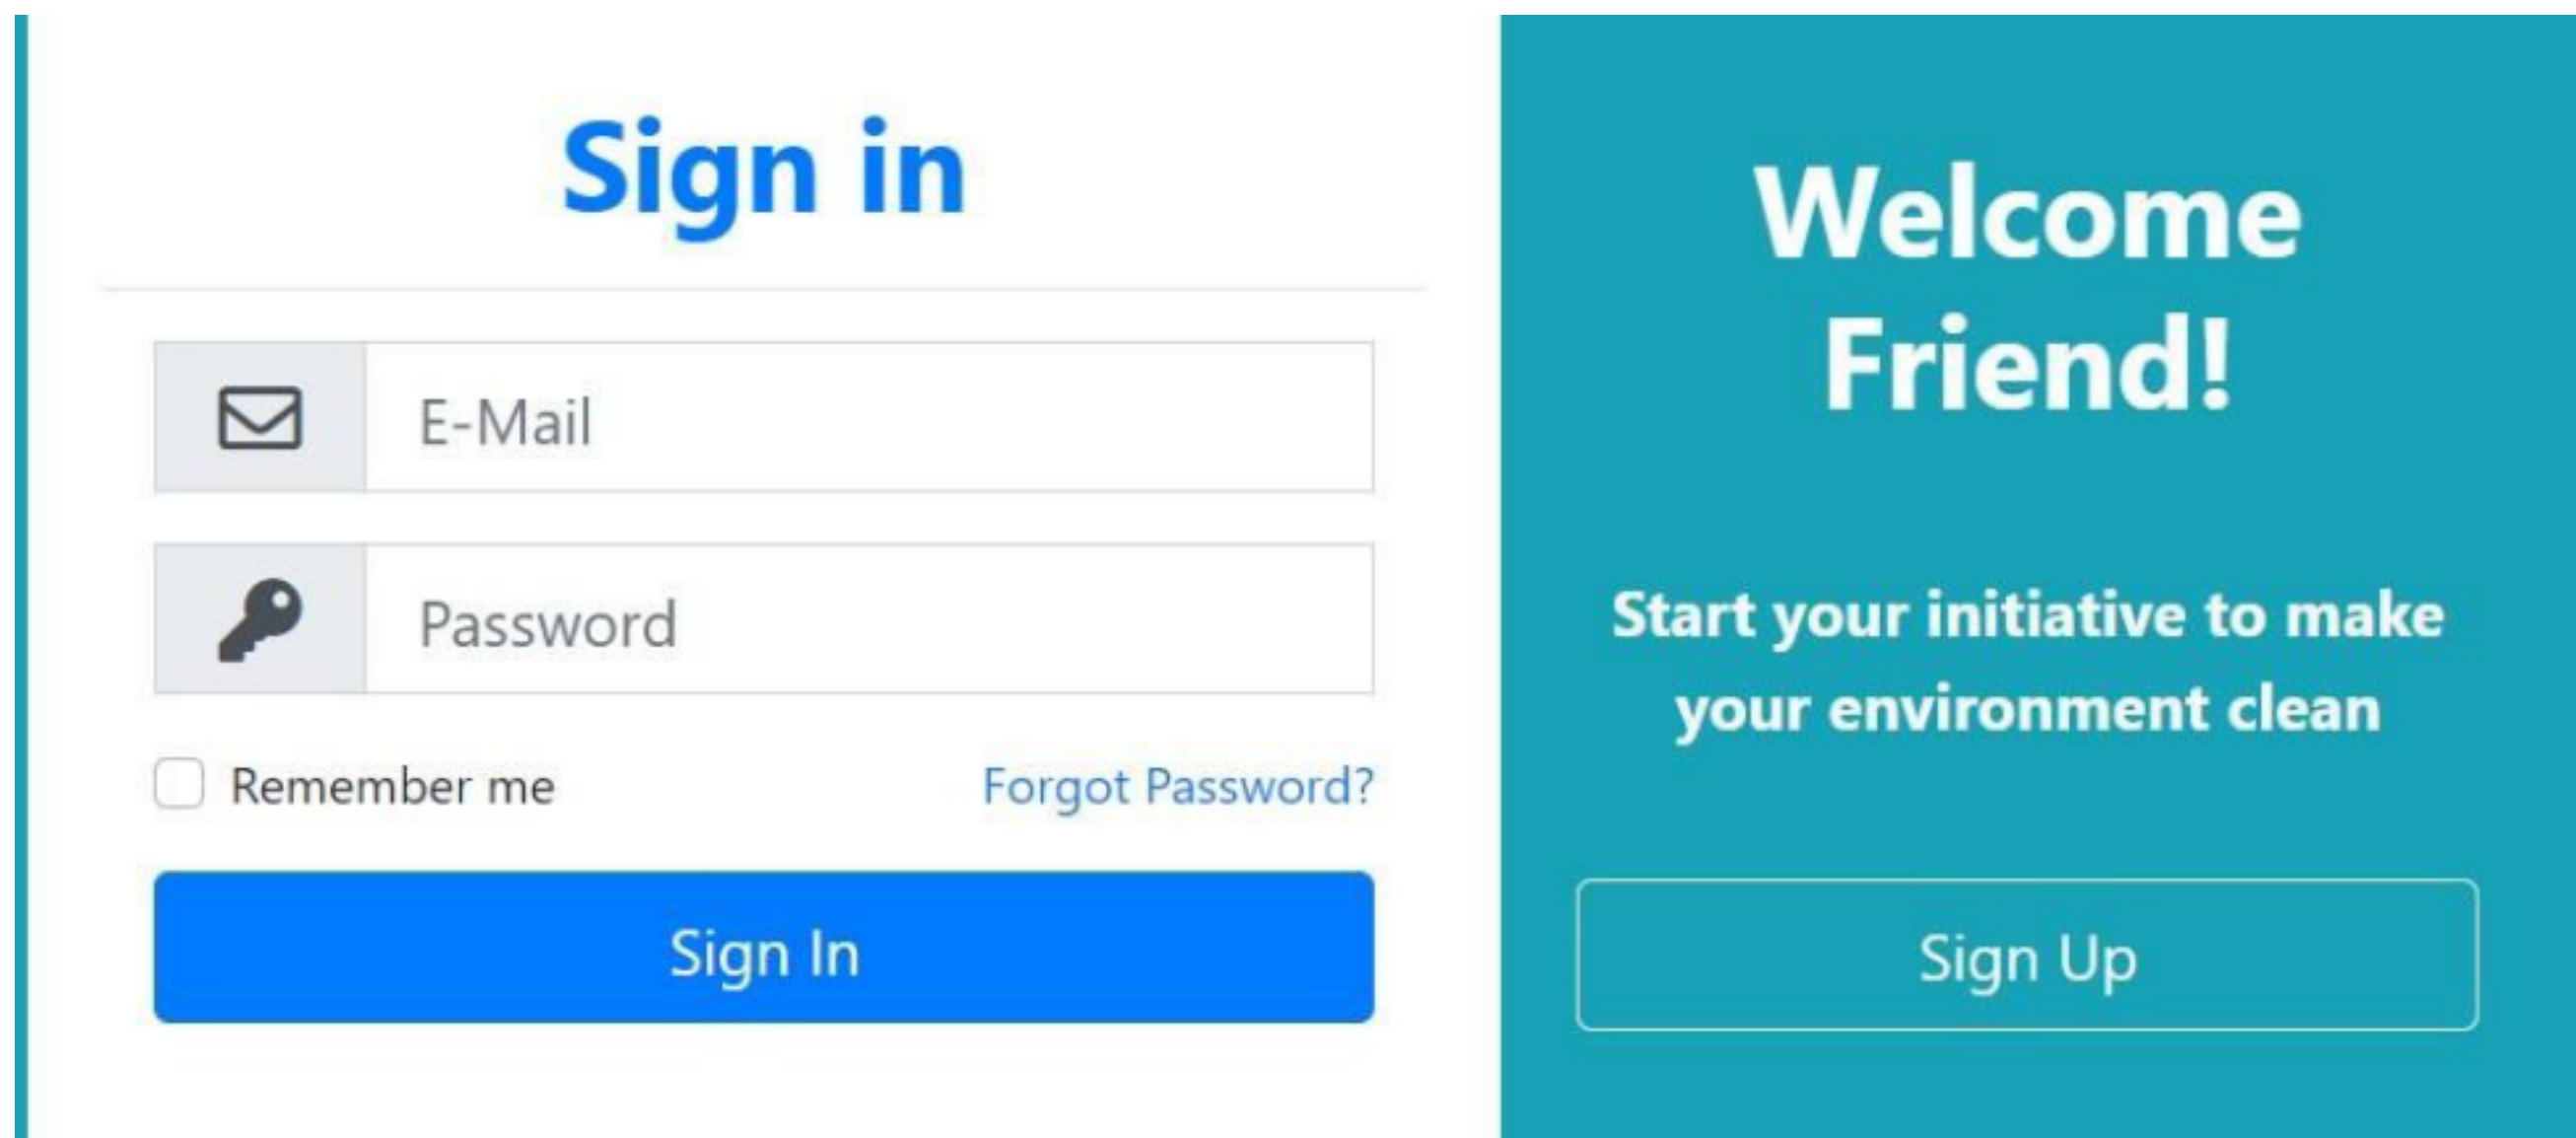 Sign in
E-Mail
Password
Remember me
Forgot Password?
Sign In
Welcome
Friend!
Start your initiative to make
your environment clean
Sign Up